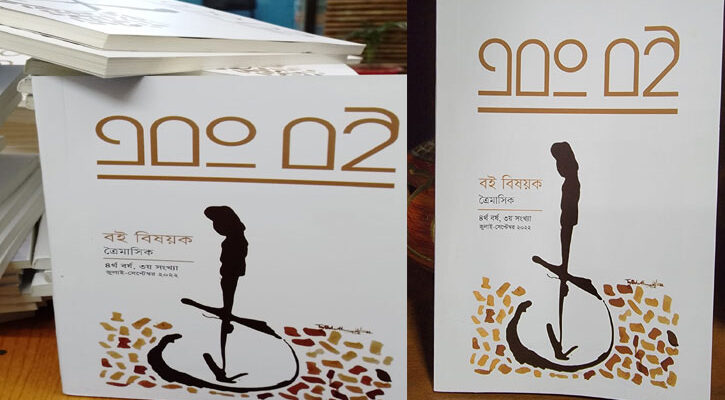 এবং বই
বই বিষয়ক
ত্রৈমাসিক
৪র্থ বর্ষ, ৩য় সংখ্যা
জুলাই-সেপ্টেম্বর ২০২২
এবং বই
বই বিষয়ক
ত্রৈমাসিক
৪র্থ বর্ষ, ৩য় সংখ্যা
জুলাই-সেপ্টেম্বর ২০২২